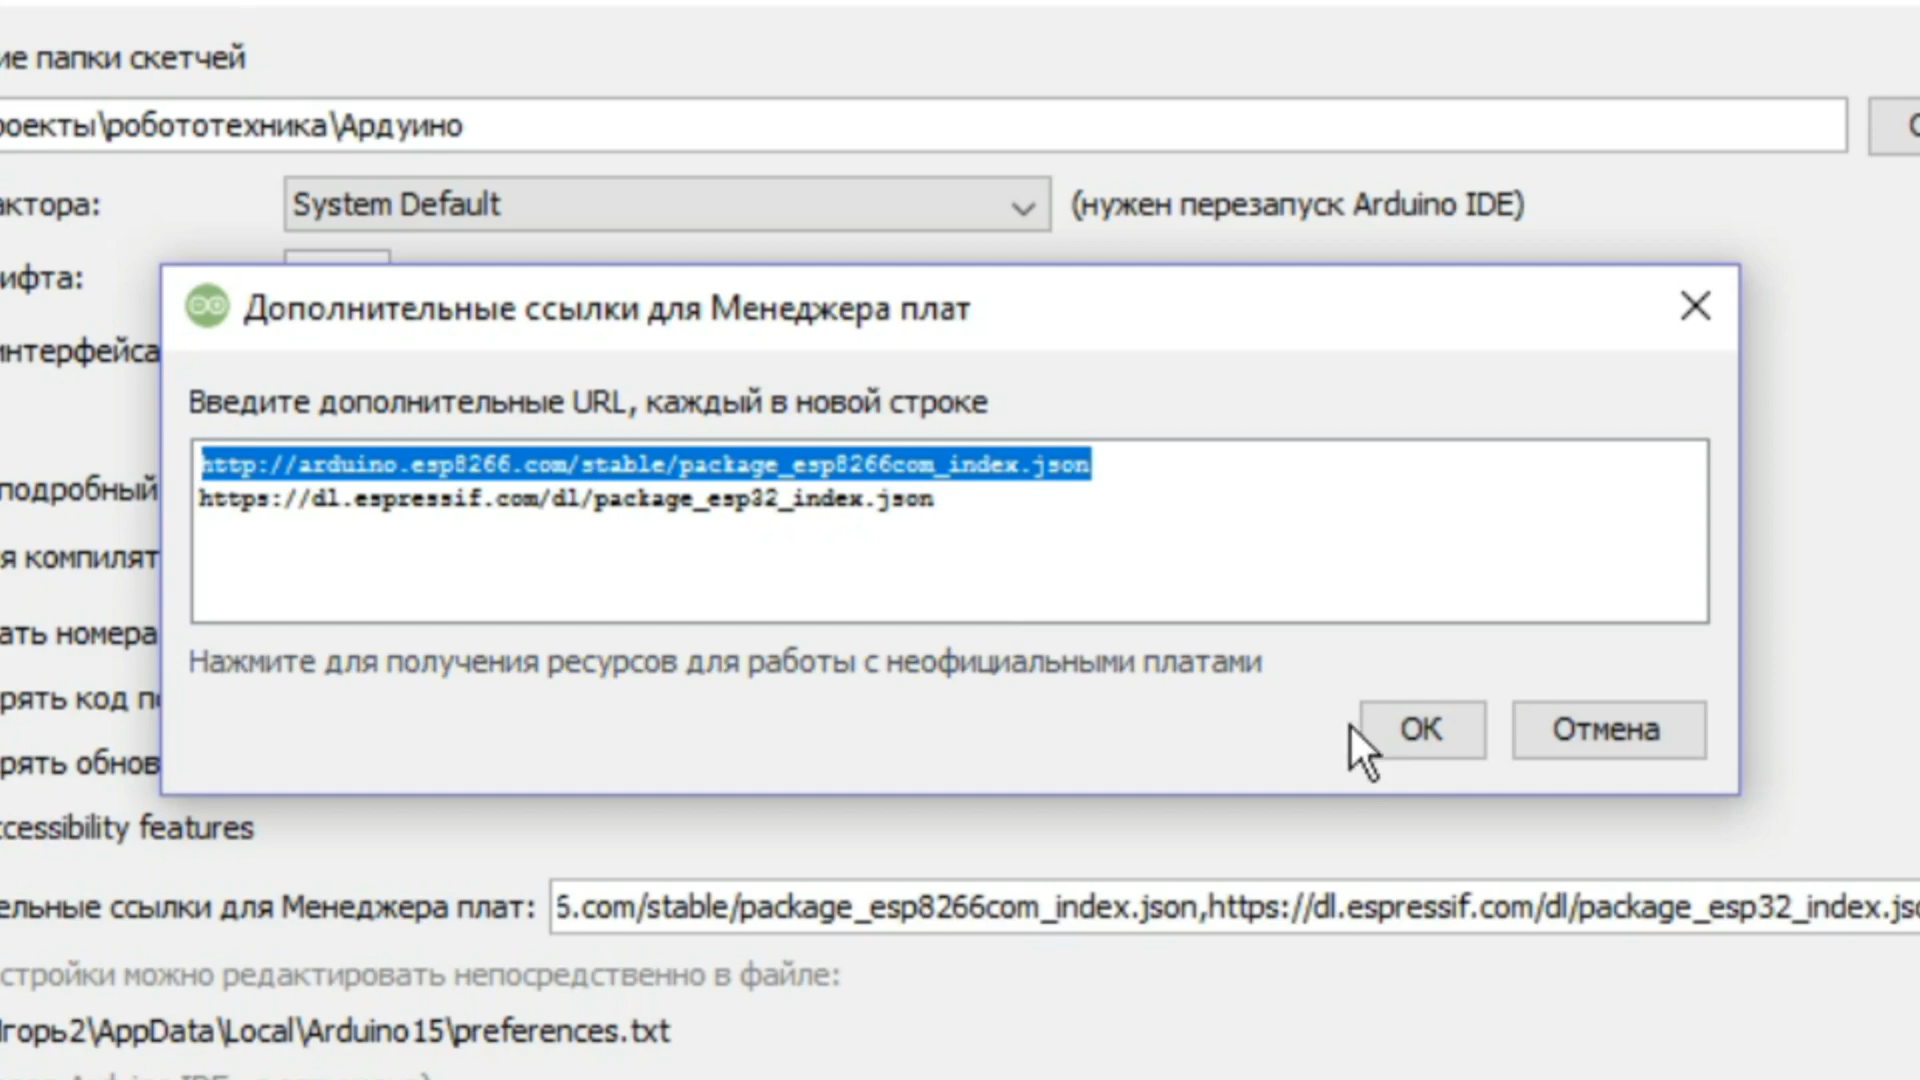 ие папки скетчей
роекты\робототехника\Ардуино
актора:
System Default
(нужен перезапуск Arduino IDE)
ифта:
Дополнительные ссылки для Менеджера плат
интерфейса
Введите дополнительные URL, каждый в новой строке
http://arduino.esp8266.com/stable/package_esp8266com_index.json
подробный
https://dl.espressif.com/dl/package_esp32_index.json
я компилят
ать номера
Нажмите для получения ресурсов для работы с неофициальными платами
рять код п
OK
Отмена
рять обнов
ccessibility features
ельные ссылки для Менеджера плат:
5.com/stable/package_esp8266com_index.json,https://dl.espressif.com/dl/package_esp32_index.jso
стройки можно редактировать непосредственно в файле:
Игорь2\AppData\Local\Arduino15\preferences.txt